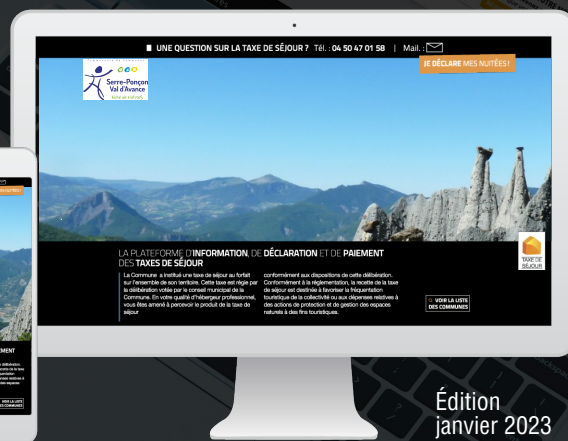 UNE QUESTION SUR LA TAXE DE SÉJOUR ? Tél. : 04 50 47 01 58 | Mail. :
JE DÉCLARE MES NUITÉES !
Serre-Ponçon
Val d'Avance
LA PLATEFORME D'INFORMATION, DE DÉCLARATION ET DE PAIEMENT
DES TAXES DE SÉJOUR
La Commune a institué une taxe de séjour au forfait
sur l'ensemble de son territoire. Cette taxe est régie par
la délibération votée par le conseil municipal de la
Commune. En votre qualité d'hébergeur professionnel,
vous êtes amené à percevoir le produit de la taxe de
séjour
conformément aux dispositions de cette délibération.
Conformément à la réglementation, la recette de la taxe
de séjour est destinée à favoriser la fréquentation
touristique de la collectivité ou aux dépenses relatives à
des actions de protection et de gestion des espaces
naturels à des fins touristiques.
TAXE DE
SÉJOUR
VOIR LA LISTE
DES COMMUNES
Édition
janvier 2023